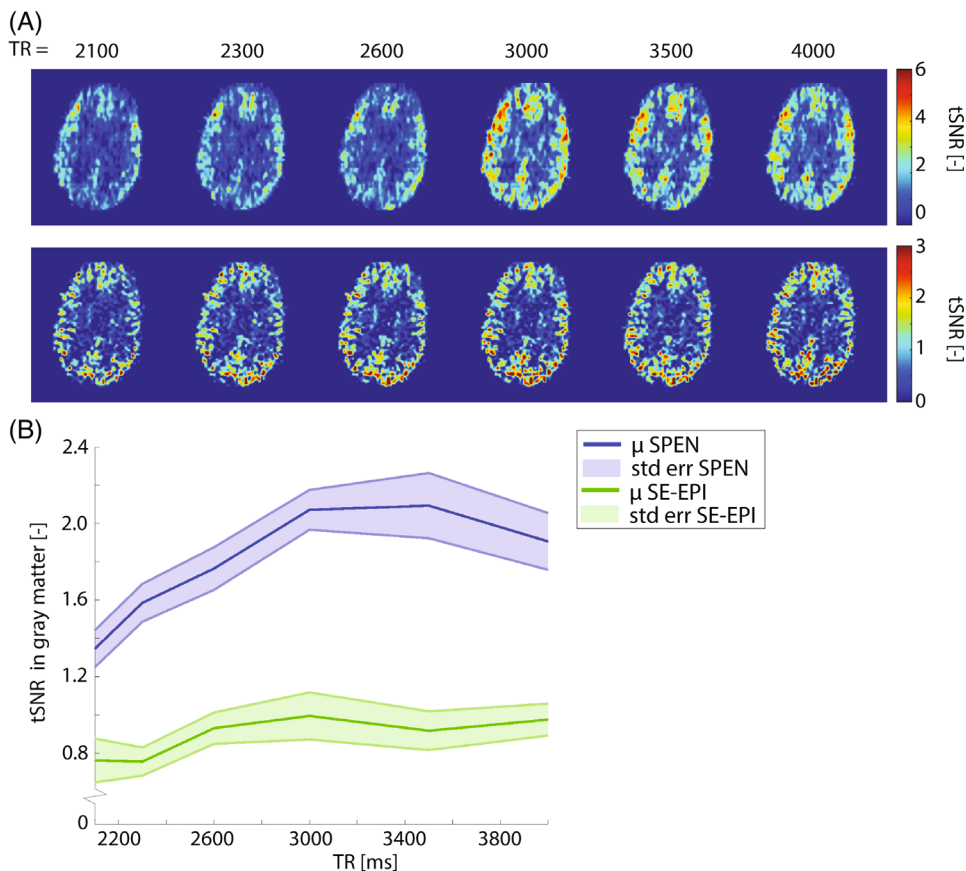 (A)
TR = 2100 2300 2600 3000 3500 4000
6
4
2
0
tSNR [-]
3
2
1
0
tSNR [-]
(B)
μ SPEN
std err SPEN
μ SE-EPI
std err SE-EPI
2.4
2.0
1.6
1.2
0.8
0
tSNR in gray matter [-]
2200 2600 3000 3400 3800
TR [ms]